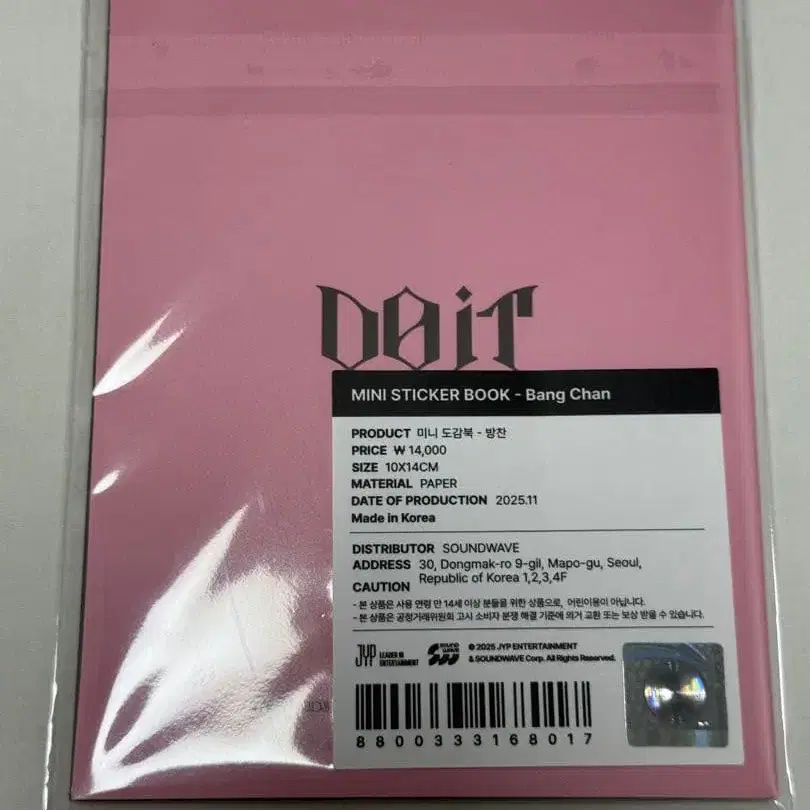 DO iT
MINI STICKER BOOK - Bang Chan
PRODUCT 미니 도감북 - 방찬
PRICE ₩ 14,000
SIZE 10X14CM
MATERIAL PAPER
DATE OF PRODUCTION 2025.11
Made in Korea
DISTRIBUTOR SOUNDWAVE
ADDRESS 30, Dongmak-ro 9-gil, Mapo-gu, Seoul,
Republic of Korea 1,2,3,4F
CAUTION
- 본 상품은 사용 연령 만 14세 이상 분들을 위한 상품으로, 어린이용이 아닙니다.
- 본 상품은 공정거래위원회 고시 소비자 분쟁 해결 기준에 의거 교환 또는 보상 받을 수 있습니다.
JYP LEADER IN
ENTERTAINMENT
SOUND
WAVE
© 2025 JYP ENTERTAINMENT
& SOUNDWAVE Corp. All Rights Reserved.
8800333168017